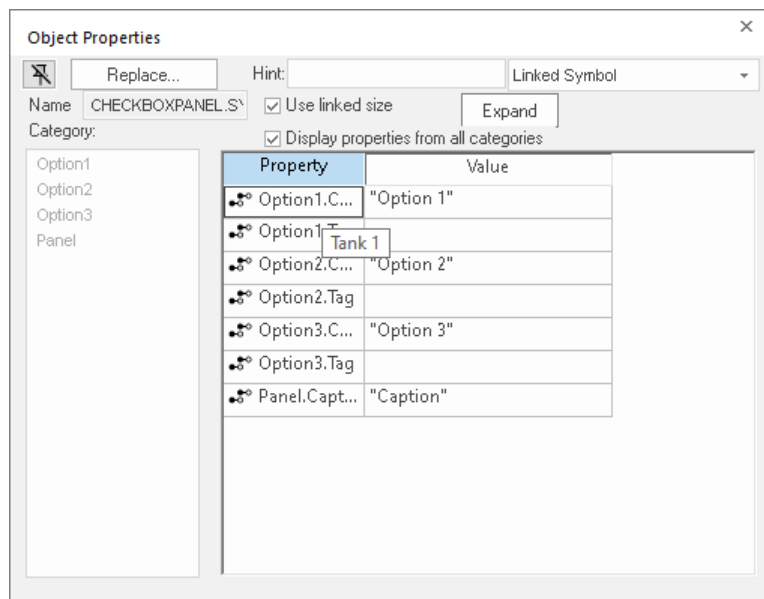 Object Properties
Replace... Hint: Linked Symbol
Name CHECKBOXPANEL.SY Use linked size Expand
Category: Display properties from all categories
Option1
Option2
Option3
Panel
Property Value
Option1.C... "Option 1"
Option1.T
Tank 1
Option2.C... "Option 2"
Option2.Tag
Option3.C... "Option 3"
Option3.Tag
Panel.Capt... "Caption"